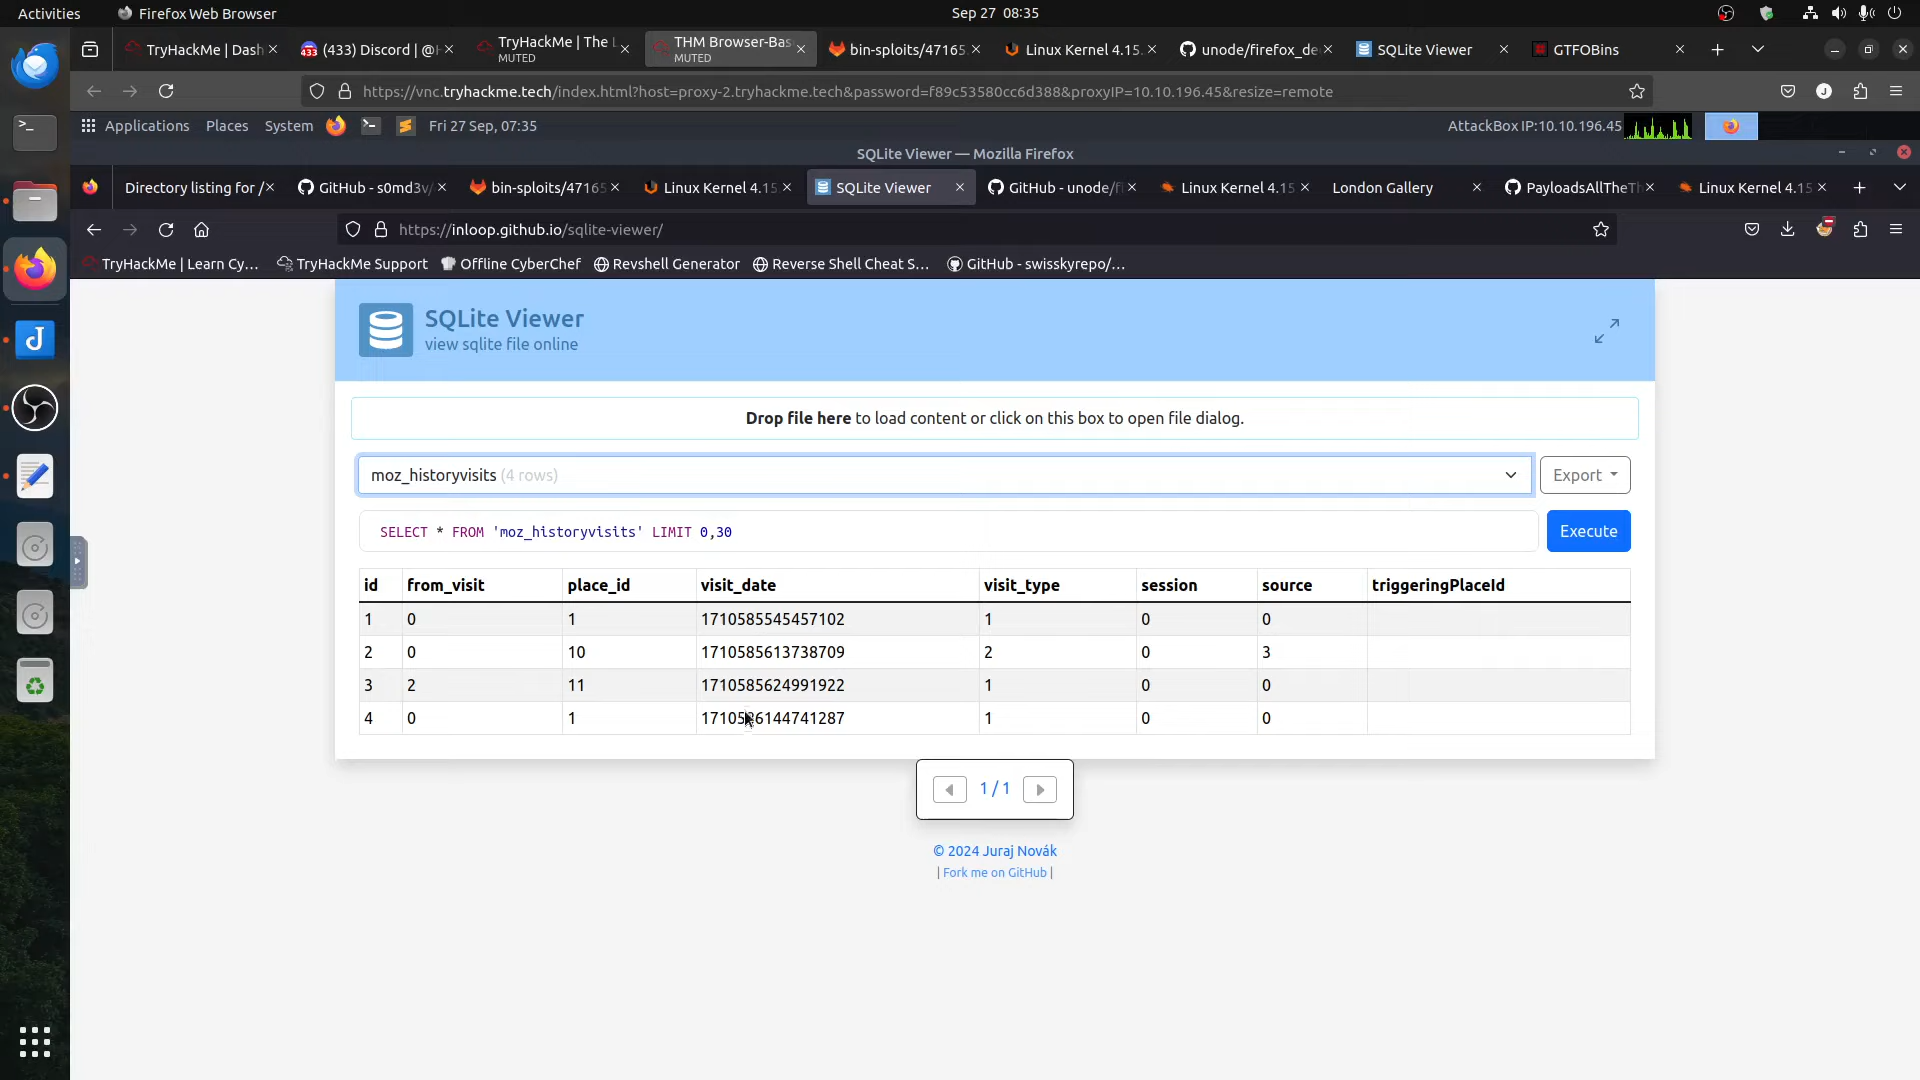 Activities
Firefox Web Browser
Sep 27 08:35
TryHackMe | Dash
(433) Discord | @H
TryHackMe | The L
MUTED
THM Browser-Bas
MUTED
bin-sploits/47165
Linux Kernel 4.15.
unode/firefox_de
SQLite Viewer
GTFOBins
https://vnc.tryhackme.tech/index.html?host=proxy-2.tryhackme.tech&password=f89c53580cc6d388&proxyIP=10.10.196.45&resize=remote
Applications
Places
System
Fri 27 Sep, 07:35
AttackBox IP:10.10.196.45
SQLite Viewer — Mozilla Firefox
Directory listing for /
GitHub - s0md3v/
bin-sploits/47165
Linux Kernel 4.15
SQLite Viewer
GitHub - unode/fi
Linux Kernel 4.15
London Gallery
PayloadsAllTheTh
Linux Kernel 4.15
https://inloop.github.io/sqlite-viewer/
TryHackMe | Learn Cy...
TryHackMe Support
Offline CyberChef
Revshell Generator
Reverse Shell Cheat S...
GitHub - swisskyrepo/...
SQLite Viewer
view sqlite file online
Drop file here to load content or click on this box to open file dialog.
moz_historyvisits (4 rows)
Export
SELECT * FROM 'moz_historyvisits' LIMIT 0,30
Execute
id from_visit place_id visit_date visit_type session source triggeringPlaceId
1 0 1 1710585545457102 1 0 0
2 0 10 1710585613738709 2 0 3
3 2 11 1710585624991922 1 0 0
4 0 1 1710586144741287 1 0 0
1 / 1
© 2024 Juraj Novák
| Fork me on GitHub |